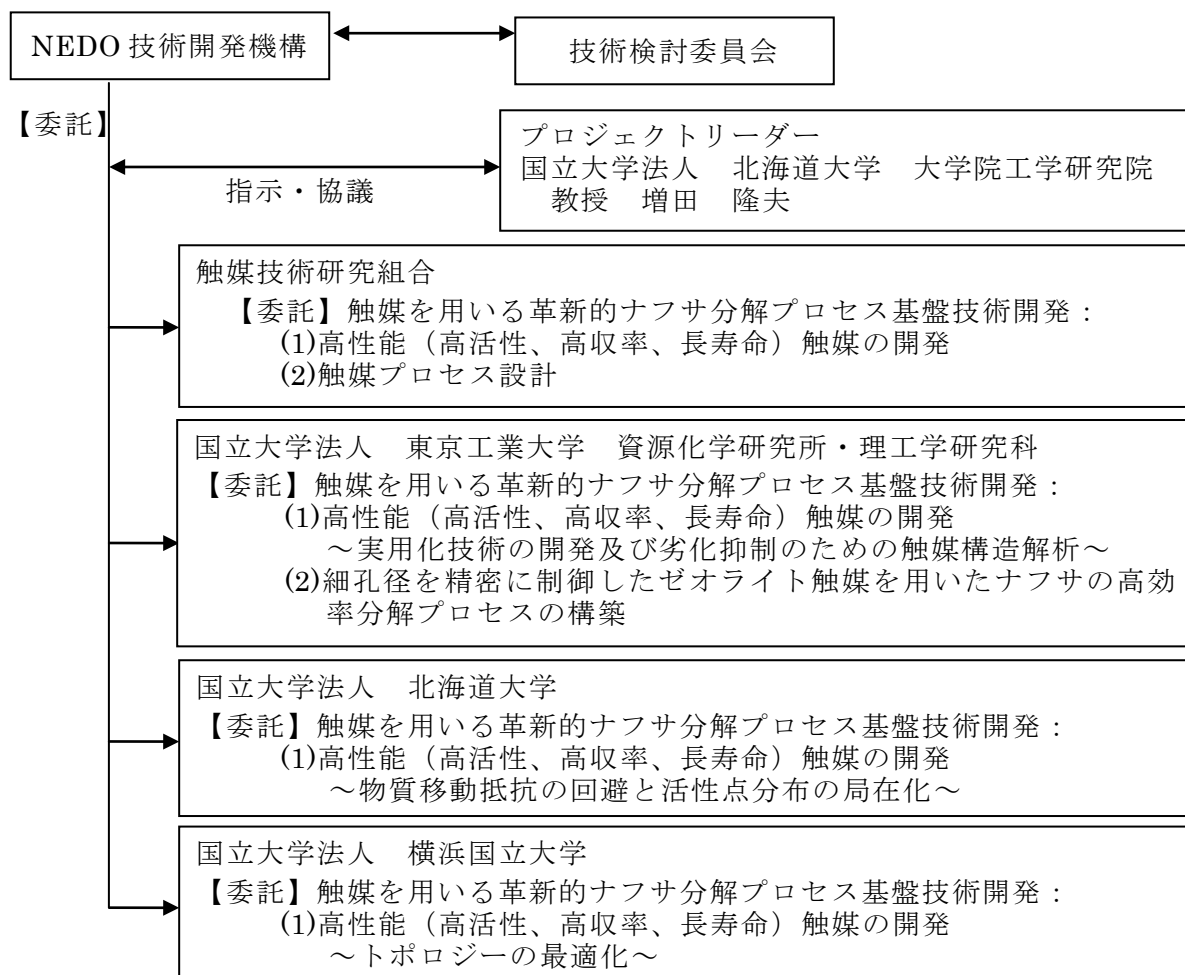 NEDO 技術開発機構
技術検討委員会
【委託】
プロジェクトリーダー
国立大学法人 北海道大学 大学院工学研究院
教授 増田 隆夫
指示・協議
触媒技術研究組合
【委託】触媒を用いる革新的ナフサ分解プロセス基盤技術開発：
(1)高性能（高活性、高収率、長寿命）触媒の開発
(2)触媒プロセス設計
国立大学法人 東京工業大学 資源化学研究所・理工学研究科
【委託】触媒を用いる革新的ナフサ分解プロセス基盤技術開発：
(1)高性能（高活性、高収率、長寿命）触媒の開発
～実用化技術の開発及び劣化抑制のための触媒構造解析～
(2)細孔径を精密に制御したゼオライト触媒を用いたナフサの高効
率分解プロセスの構築
国立大学法人 北海道大学
【委託】触媒を用いる革新的ナフサ分解プロセス基盤技術開発：
(1)高性能（高活性、高収率、長寿命）触媒の開発
～物質移動抵抗の回避と活性点分布の局在化～
国立大学法人 横浜国立大学
【委託】触媒を用いる革新的ナフサ分解プロセス基盤技術開発：
(1)高性能（高活性、高収率、長寿命）触媒の開発
～トポロジーの最適化～